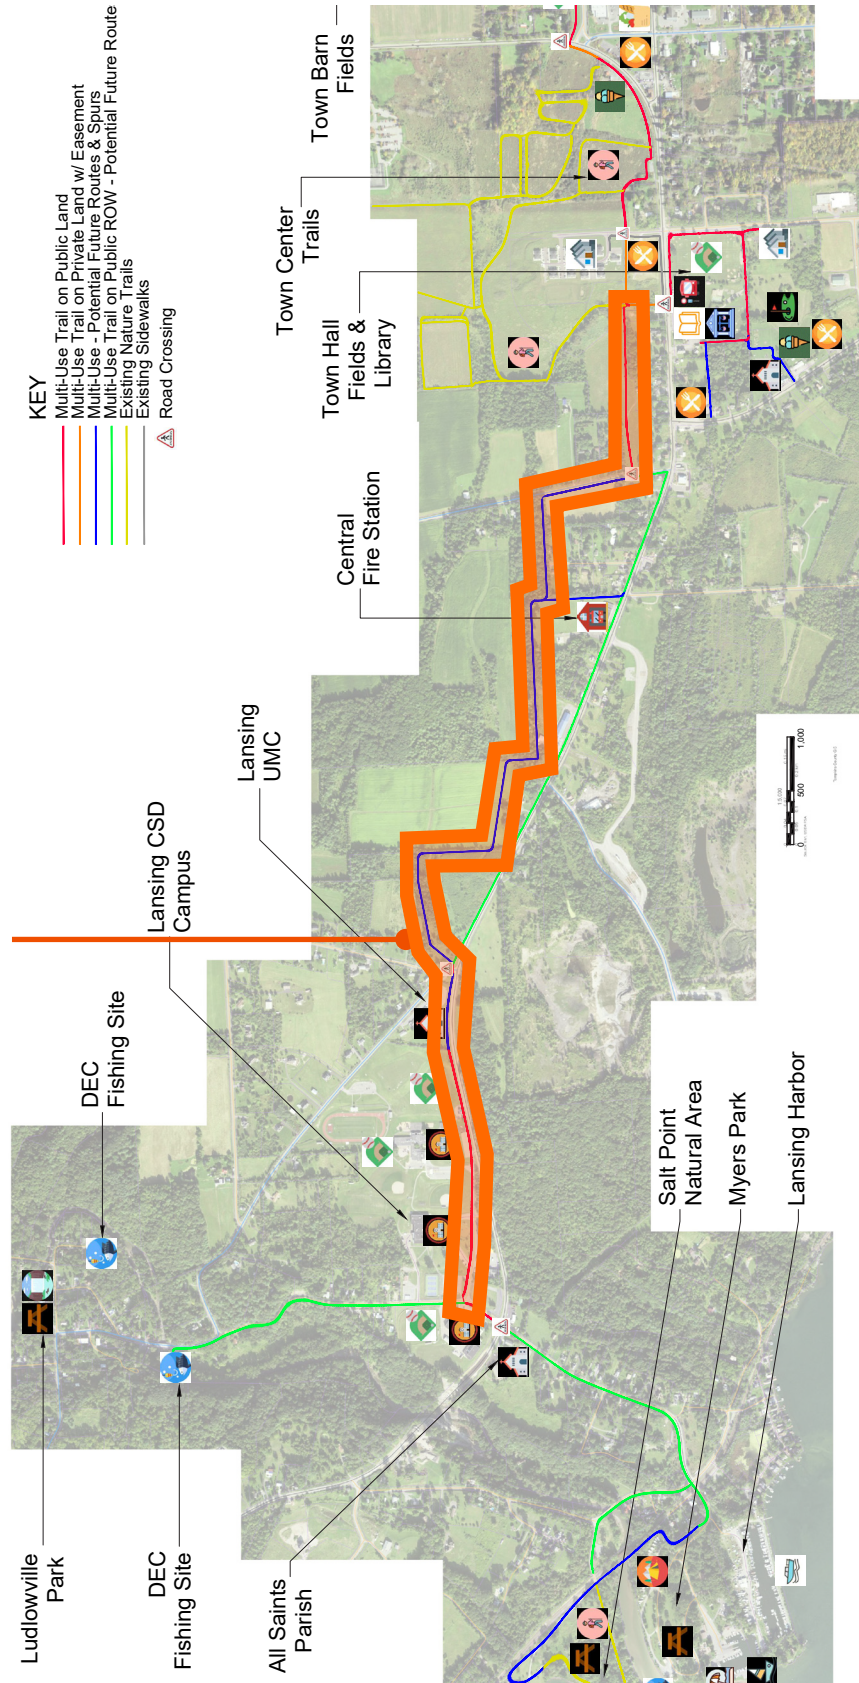 KEY
Multi-Use Trail on Public Land
Multi-Use Trail on Private Land w/ Easement
Multi-Use - Potential Future Routes & Spurs
Multi-Use Trail on Public ROW - Potential Future Route
Existing Nature Trails
Existing Sidewalks
Road Crossing
Town Barn
Fields
Town Center
Trails
Town Hall
Fields &
Library
Central
Fire Station
Lansing
UMC
Lansing CSD
Campus
DEC
Fishing Site
Ludlowville
Park
DEC
Fishing Site
All Saints
Parish
Salt Point
Natural Area
Myers Park
Lansing Harbor
0 500 1,000